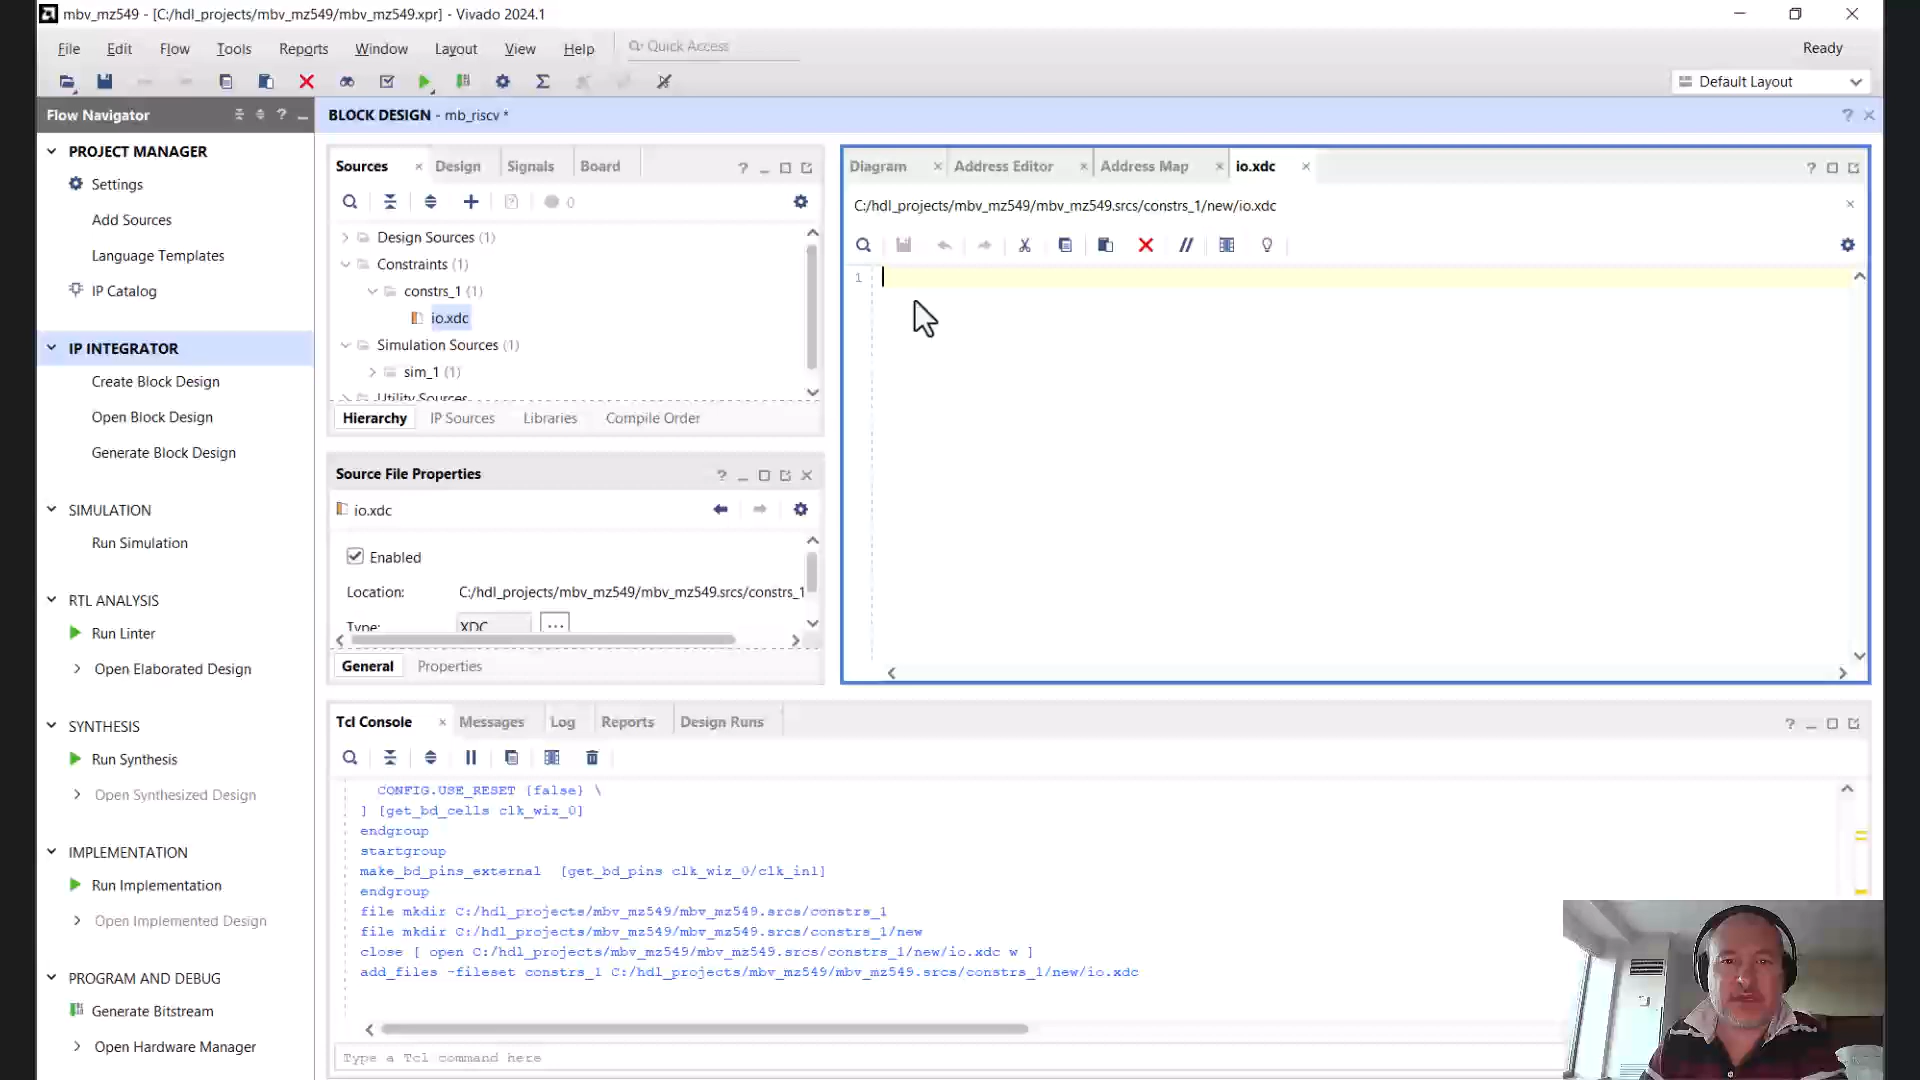 mbv_mz549 - [C:/hdl_projects/mbv_mz549/mbv_mz549.xpr] - Vivado 2024.1
File Edit Flow Tools Reports Window Layout View Help Quick Access
Ready
Default Layout
Flow Navigator
PROJECT MANAGER
Settings
Add Sources
Language Templates
IP Catalog
IP INTEGRATOR
Create Block Design
Open Block Design
Generate Block Design
SIMULATION
Run Simulation
RTL ANALYSIS
Run Linter
Open Elaborated Design
SYNTHESIS
Run Synthesis
Open Synthesized Design
IMPLEMENTATION
Run Implementation
Open Implemented Design
PROGRAM AND DEBUG
Generate Bitstream
Open Hardware Manager
BLOCK DESIGN - mb_riscv *
Sources Design Signals Board
0
Design Sources (1)
Constraints (1)
constrs_1 (1)
io.xdc
Simulation Sources (1)
sim_1 (1)
Utility Sources
Hierarchy IP Sources Libraries Compile Order
Source File Properties
io.xdc
Enabled
Location: C:/hdl_projects/mbv_mz549/mbv_mz549.srcs/constrs_1
Type: XDC ...
General Properties
Diagram Address Editor Address Map io.xdc
C:/hdl_projects/mbv_mz549/mbv_mz549.srcs/constrs_1/new/io.xdc
1
Tcl Console Messages Log Reports Design Runs
CONFIG.USE_RESET {false} \
] [get_bd_cells clk_wiz_0]
endgroup
startgroup
make_bd_pins_external [get_bd_pins clk_wiz_0/clk_in1]
endgroup
file mkdir C:/hdl_projects/mbv_mz549/mbv_mz549.srcs/constrs_1
file mkdir C:/hdl_projects/mbv_mz549/mbv_mz549.srcs/constrs_1/new
close [ open C:/hdl_projects/mbv_mz549/mbv_mz549.srcs/constrs_1/new/io.xdc w ]
add_files -fileset constrs_1 C:/hdl_projects/mbv_mz549/mbv_mz549.srcs/constrs_1/new/io.xdc
Type a Tcl command here